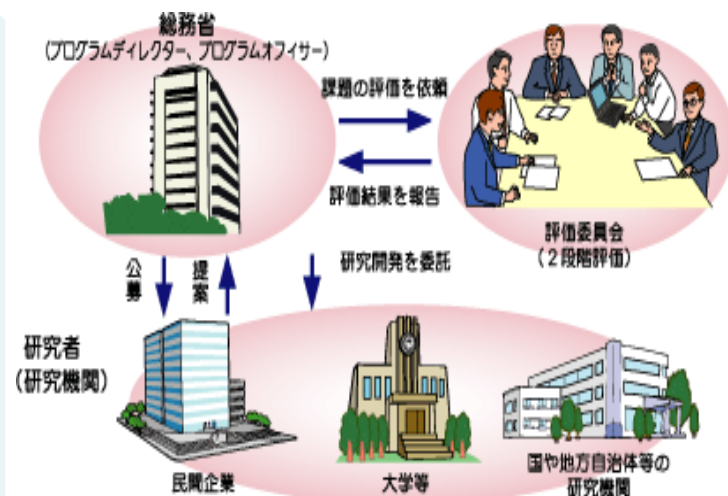 総務省
(プログラムディレクター、プログラムオフィサー)
課題の評価を依頼
評価結果を報告
評価委員会
(2段階評価)
公募
提案
研究開発を委託
研究者
(研究機関)
民間企業
大学等
国や地方自治体等の
研究機関